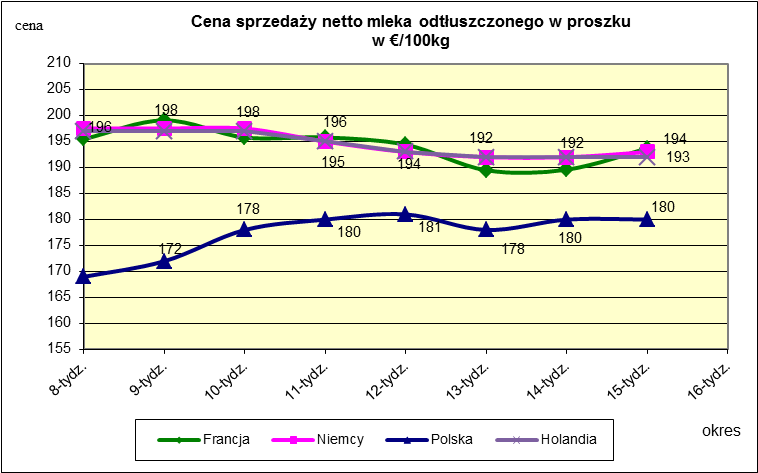 cena
Cena sprzedaży netto mleka odtłuszczonego w proszku
w €/100kg
210
205
200
195
190
185
180
175
170
165
160
155
196
198
198
196
195
194
192
192
194
193
172
178
180
181
178
180
180
8-tydz.
9-tydz.
10-tydz.
11-tydz.
12-tydz.
13-tydz.
14-tydz.
15-tydz.
16-tydz.
okres
Francja
Niemcy
Polska
Holandia